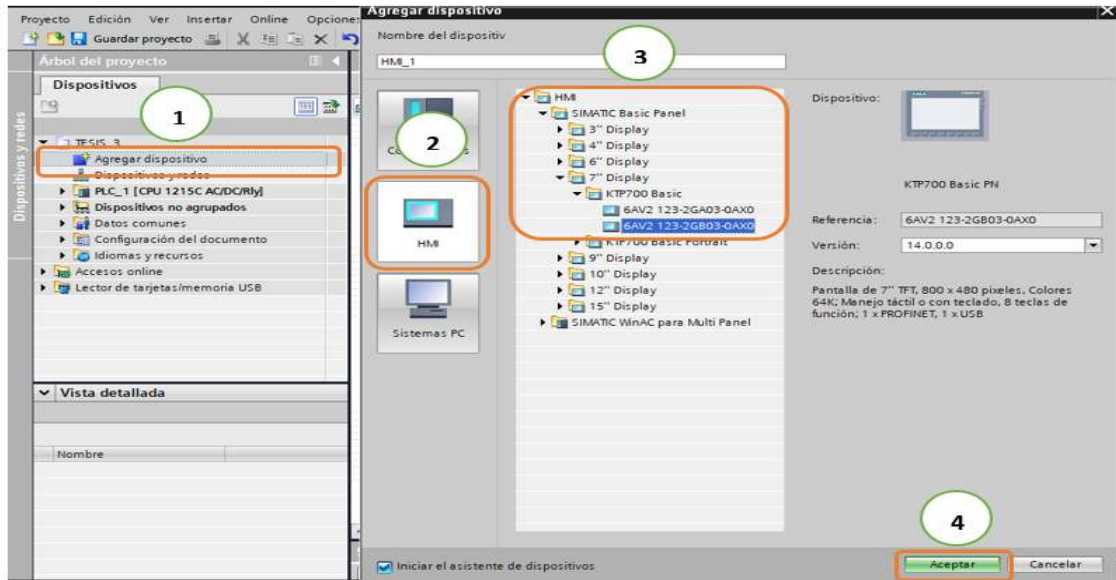 Proyecto Edición Ver Insertar Online Opciones
Guardar proyecto
Árbol del proyecto
Dispositivos
1
Dispositivos y redes
TESIS_3
Agregar dispositivo
Dispositivos y redes
PLC_1 [CPU 1215C AC/DC/Rly]
Dispositivos no agrupados
Datos comunes
Configuración del documento
Idiomas y recursos
Accesos online
Lector de tarjetas/memoria USB
Vista detallada
Nombre
Agregar dispositivo
Nombre del dispositiv
HMI_1
3
2
HMI
Sistemas PC
HMI
SIMATIC Basic Panel
3" Display
4" Display
6" Display
7" Display
KTP700 Basic
6AV2 123-2GA03-0AX0
6AV2 123-2GB03-0AX0
KTP700 Basic Portrait
9" Display
10" Display
12" Display
15" Display
SIMATIC WinAC para Multi Panel
Dispositivo:
KTP700 Basic PN
Referencia: 6AV2 123-2GB03-0AX0
Versión: 14.0.0.0
Descripción:
Pantalla de 7" TFT, 800 x 480 píxeles, Colores
64K; Manejo táctil o con teclado, 8 teclas de
función; 1 x PROFINET, 1 x USB
4
Iniciar el asistente de dispositivos
Aceptar Cancelar